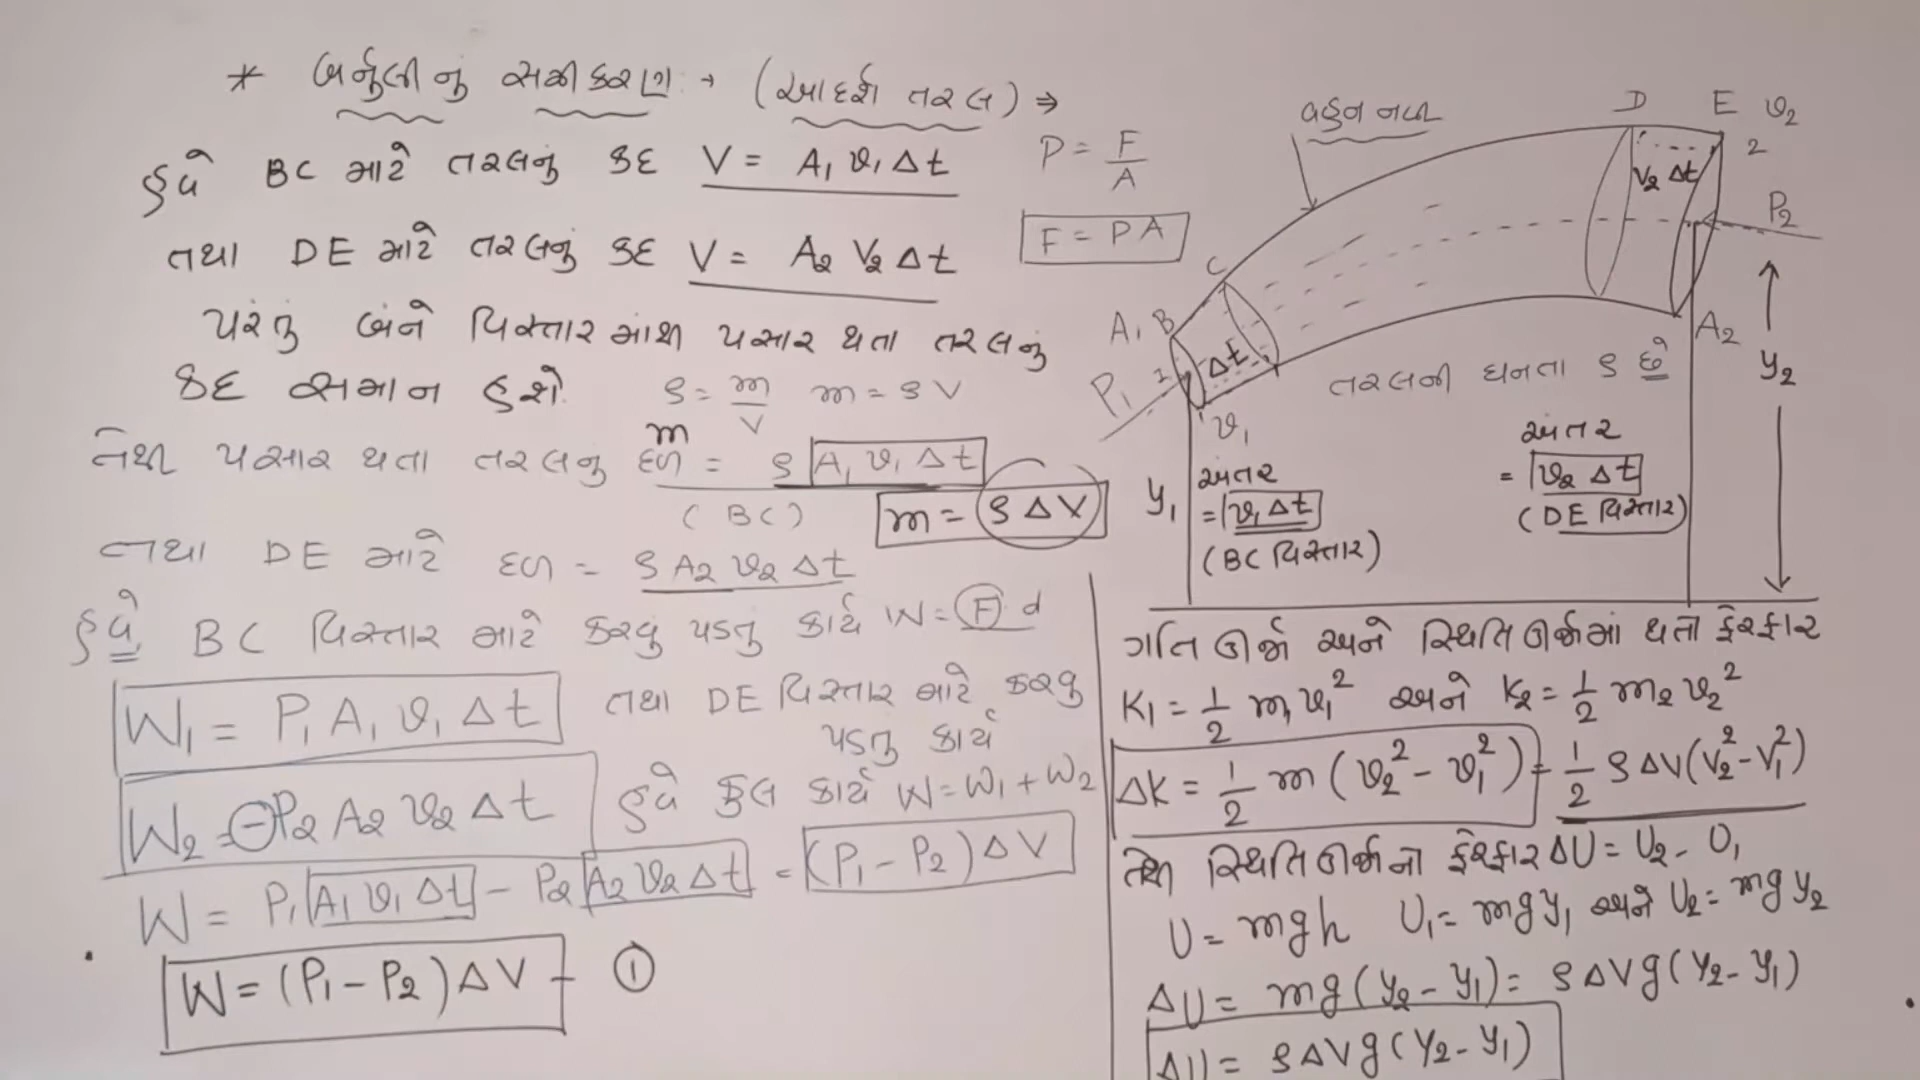 * બર્નુલીનું સમીકરણ → (આદર્શ તરલ) ⇒
હવે BC માટે તરલનું કદ V = A₁ v₁ Δt
તથા DE માટે તરલનું કદ V = A₂ V₂ Δt
પરંતુ બંને વિસ્તારમાંથી પસાર થતા તરલનું
કદ સમાન હશે.
P = F/A
F = PA
ρ = m/V m = ρV
તેથી પસાર થતા તરલનુ દળ m = ρ A₁ v₁ Δt
(BC)
m = ρΔV
તથા DE માટે દળ = ρ A₂ v₂ Δt
હવે, BC વિસ્તાર માટે કરવું પડતુ કાર્ય W = F d
W₁ = P₁ A₁ v₁ Δt
તથા DE વિસ્તાર માટે કરવુ
પડતુ કાર્ય
W₂ = -P₂ A₂ v₂ Δt
હવે કુલ કાર્ય W = W₁ + W₂
W = P₁ A₁ v₁ Δt - P₂ A₂ v₂ Δt = (P₁ - P₂) ΔV
W = (P₁ - P₂) ΔV - ①
વહન નળી
D E v₂
2
V₂ Δt
P₂
C
A₁ B
Δt
P₁ 1
A₂
y₂
v₁
તરલની ઘનતા ρ છે
y₁
અંતર
= v₁ Δt
(BC વિસ્તાર)
અંતર
= v₂ Δt
(DE વિસ્તાર)
ગતિ ઊર્જા અને સ્થિતિ ઊર્જામાં થતો ફેરફાર
K₁ = 1/2 m₁ v₁² અને K₂ = 1/2 m₂ v₂²
ΔK = 1/2 m (v₂² - v₁²) = 1/2 ρ ΔV (V₂² - V₁²)
તેથી સ્થિતિ ઊર્જાનો ફેરફાર ΔU = U₂ - U₁
U = mgh U₁ = mgy₁ અને U₂ = mgy₂
ΔU = mg (y₂ - y₁) = ρ ΔV g (y₂ - y₁)
ΔU = ρ ΔV g (y₂ - y₁)